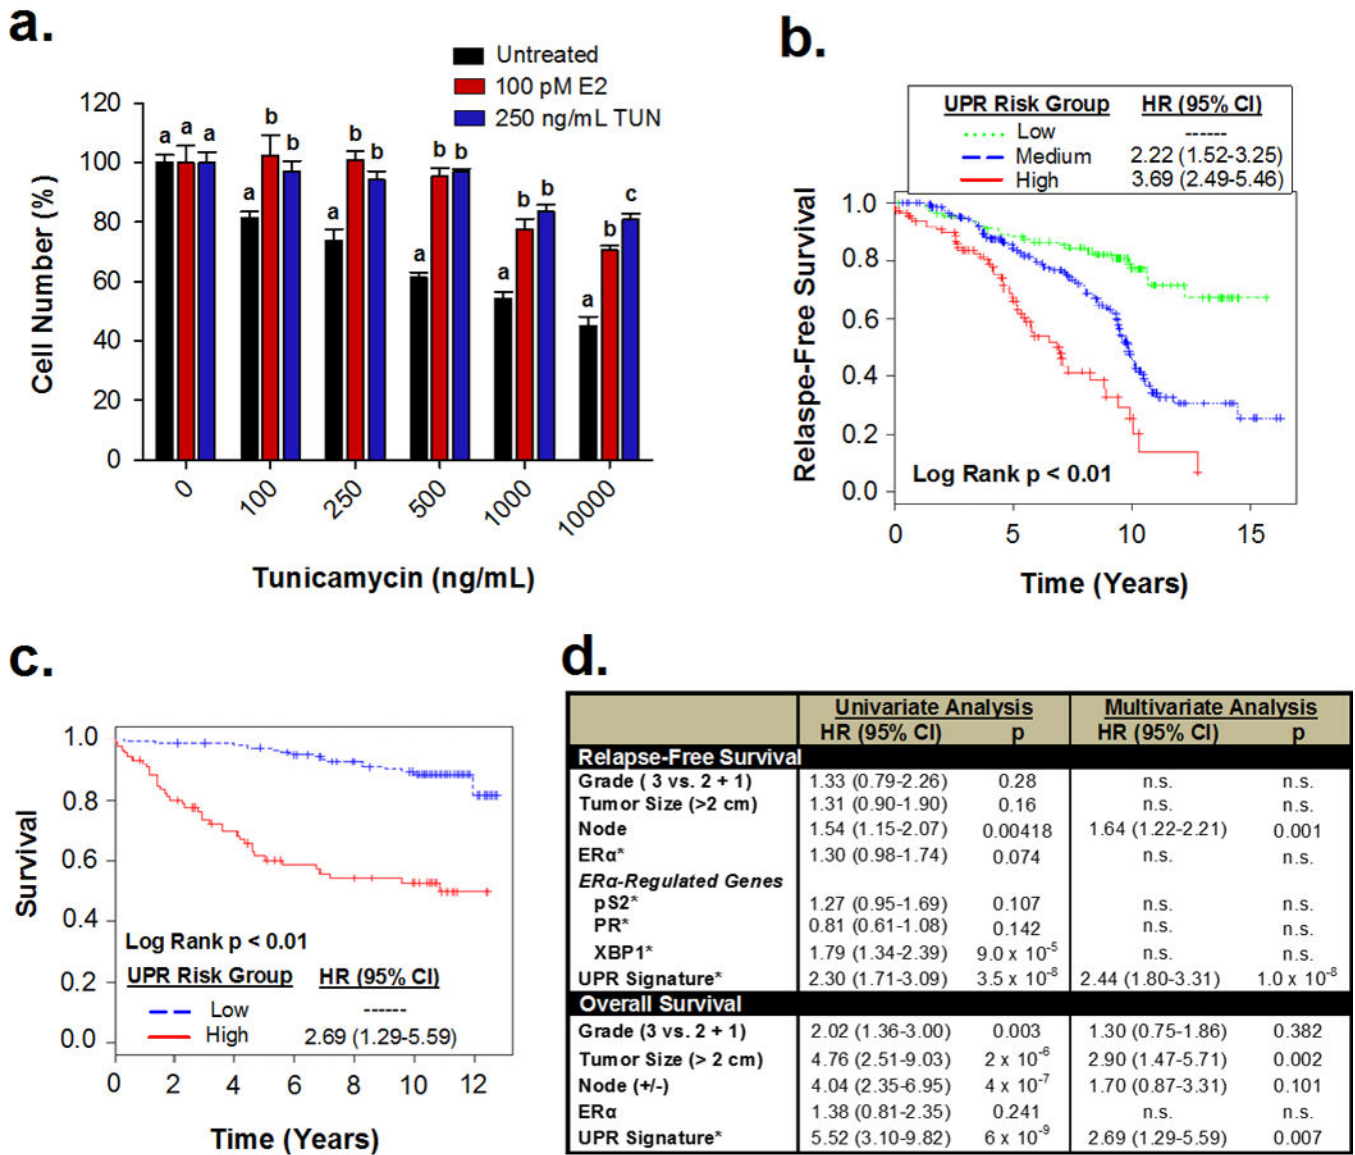 a.
Untreated
100 pM E2
250 ng/mL TUN
120
100
80
60
40
20
0
Cell Number (%)
a a a
a b b
a b b
a b b
a b b
a b c
0 100 250 500 1000 10000
Tunicamycin (ng/mL)
b.
UPR Risk Group HR (95% CI)
Low ------
Medium 2.22 (1.52-3.25)
High 3.69 (2.49-5.46)
1.0
0.8
0.6
0.4
0.2
0.0
Relaspe-Free Survival
Log Rank p < 0.01
0 5 10 15
Time (Years)
c.
1.0
0.8
0.6
0.4
0.2
0.0
Survival
Log Rank p < 0.01
UPR Risk Group HR (95% CI)
Low ------
High 2.69 (1.29-5.59)
0 2 4 6 8 10 12
Time (Years)
d.
Univariate Analysis Multivariate Analysis
HR (95% CI) p HR (95% CI) p
Relapse-Free Survival
Grade ( 3 vs. 2 + 1) 1.33 (0.79-2.26) 0.28 n.s. n.s.
Tumor Size (>2 cm) 1.31 (0.90-1.90) 0.16 n.s. n.s.
Node 1.54 (1.15-2.07) 0.00418 1.64 (1.22-2.21) 0.001
ERα* 1.30 (0.98-1.74) 0.074 n.s. n.s.
ERα-Regulated Genes
pS2* 1.27 (0.95-1.69) 0.107 n.s. n.s.
PR* 0.81 (0.61-1.08) 0.142 n.s. n.s.
XBP1* 1.79 (1.34-2.39) 9.0 x 10⁻⁵ n.s. n.s.
UPR Signature* 2.30 (1.71-3.09) 3.5 x 10⁻⁸ 2.44 (1.80-3.31) 1.0 x 10⁻⁸
Overall Survival
Grade (3 vs. 2 + 1) 2.02 (1.36-3.00) 0.003 1.30 (0.75-1.86) 0.382
Tumor Size (> 2 cm) 4.76 (2.51-9.03) 2 x 10⁻⁶ 2.90 (1.47-5.71) 0.002
Node (+/-) 4.04 (2.35-6.95) 4 x 10⁻⁷ 1.70 (0.87-3.31) 0.101
ERα 1.38 (0.81-2.35) 0.241 n.s. n.s.
UPR Signature* 5.52 (3.10-9.82) 6 x 10⁻⁹ 2.69 (1.29-5.59) 0.007